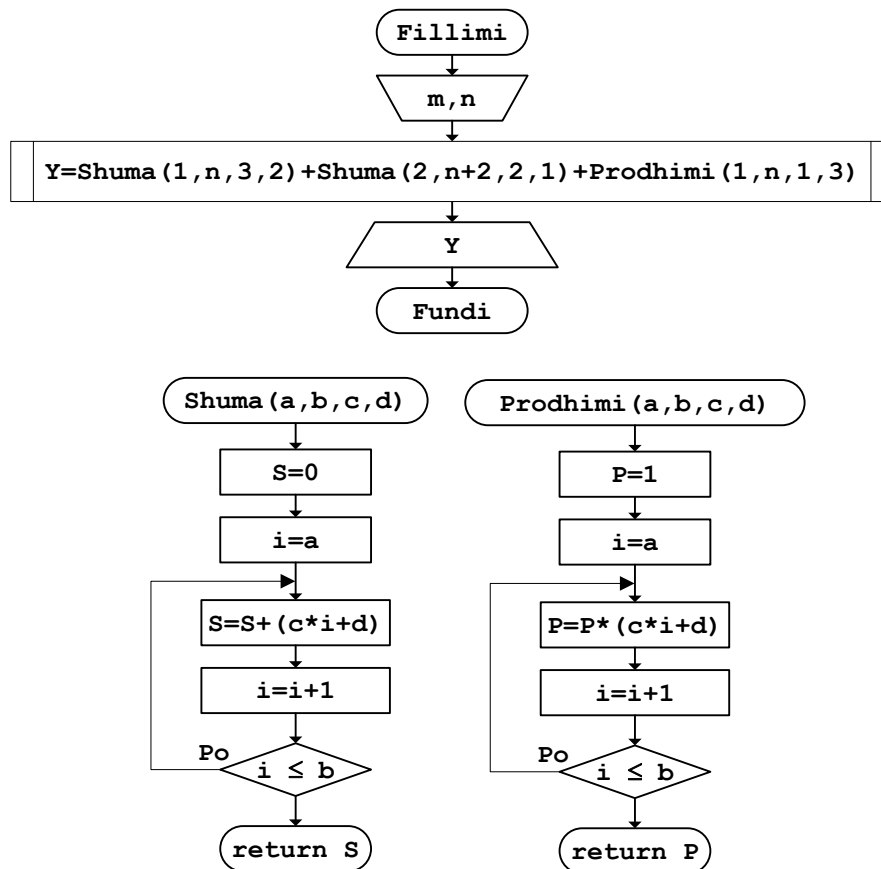 Fillimi
m,n
Y=Shuma(1,n,3,2)+Shuma(2,n+2,2,1)+Prodhimi(1,n,1,3)
Y
Fundi
Shuma(a,b,c,d)
S=0
i=a
S=S+(c*i+d)
i=i+1
Po
i ≤ b
return S
Prodhimi(a,b,c,d)
P=1
i=a
P=P*(c*i+d)
i=i+1
Po
i ≤ b
return P